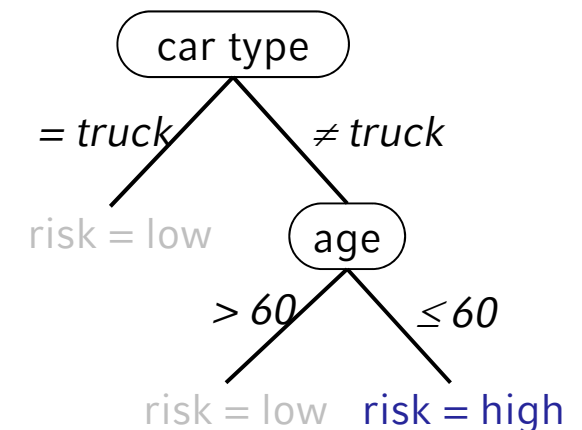 car type
= truck ≠ truck
risk = low age
> 60 ≤ 60
risk = low risk = high